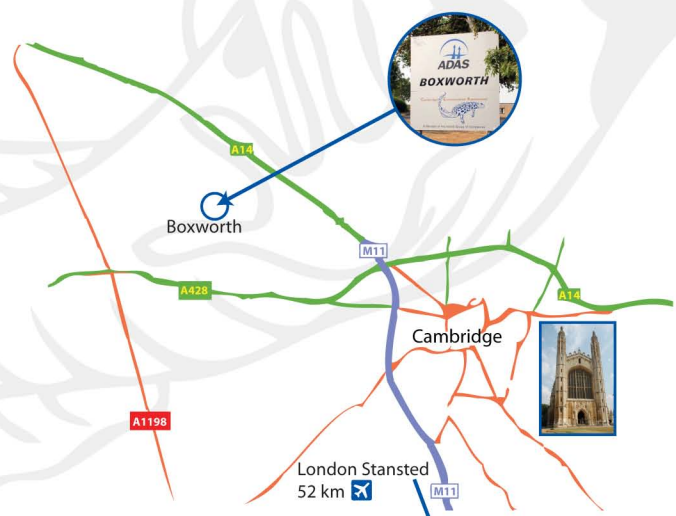 ADAS
BOXWORTH
A14
Boxworth
M11
A428
A14
Cambridge
A1198
London Stansted
52 km
M11